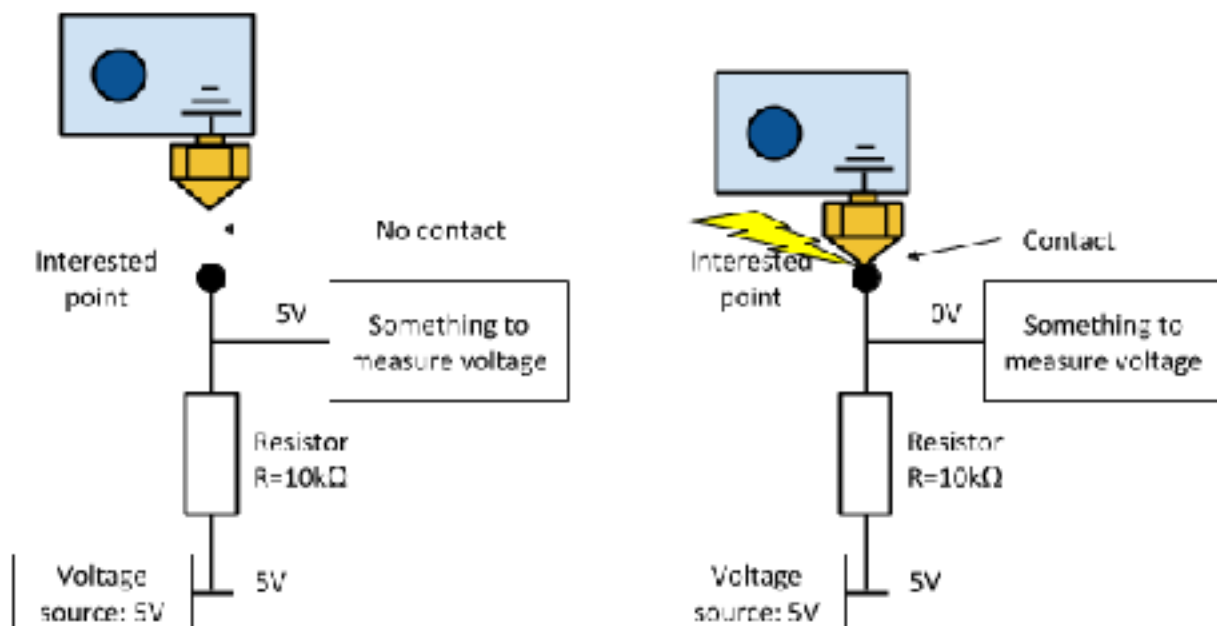 No contact
Interested
point
5V
Something to
measure voltage
Resistor
R=10kΩ
Voltage
source: 5V
5V
Contact
Interested
point
0V
Something to
measure voltage
Resistor
R=10kΩ
Voltage
source: 5V
5V